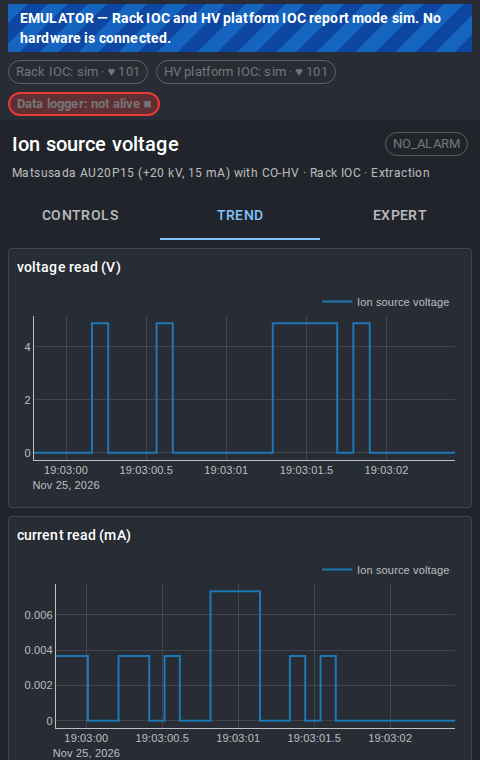 EMULATOR — Rack IOC and HV platform IOC report mode sim. No
hardware is connected.
Rack IOC: sim · ♥ 101
HV platform IOC: sim · ♥ 101
Data logger: not alive ■
Ion source voltage
NO_ALARM
Matsusada AU20P15 (+20 kV, 15 mA) with CO-HV · Rack IOC · Extraction
CONTROLS
TREND
EXPERT
voltage read (V)
Ion source voltage
4
2
0
19:03:00
19:03:00.5
19:03:01
19:03:01.5
19:03:02
Nov 25, 2026
current read (mA)
Ion source voltage
0.006
0.004
0.002
0
19:03:00
19:03:00.5
19:03:01
19:03:01.5
19:03:02
Nov 25, 2026